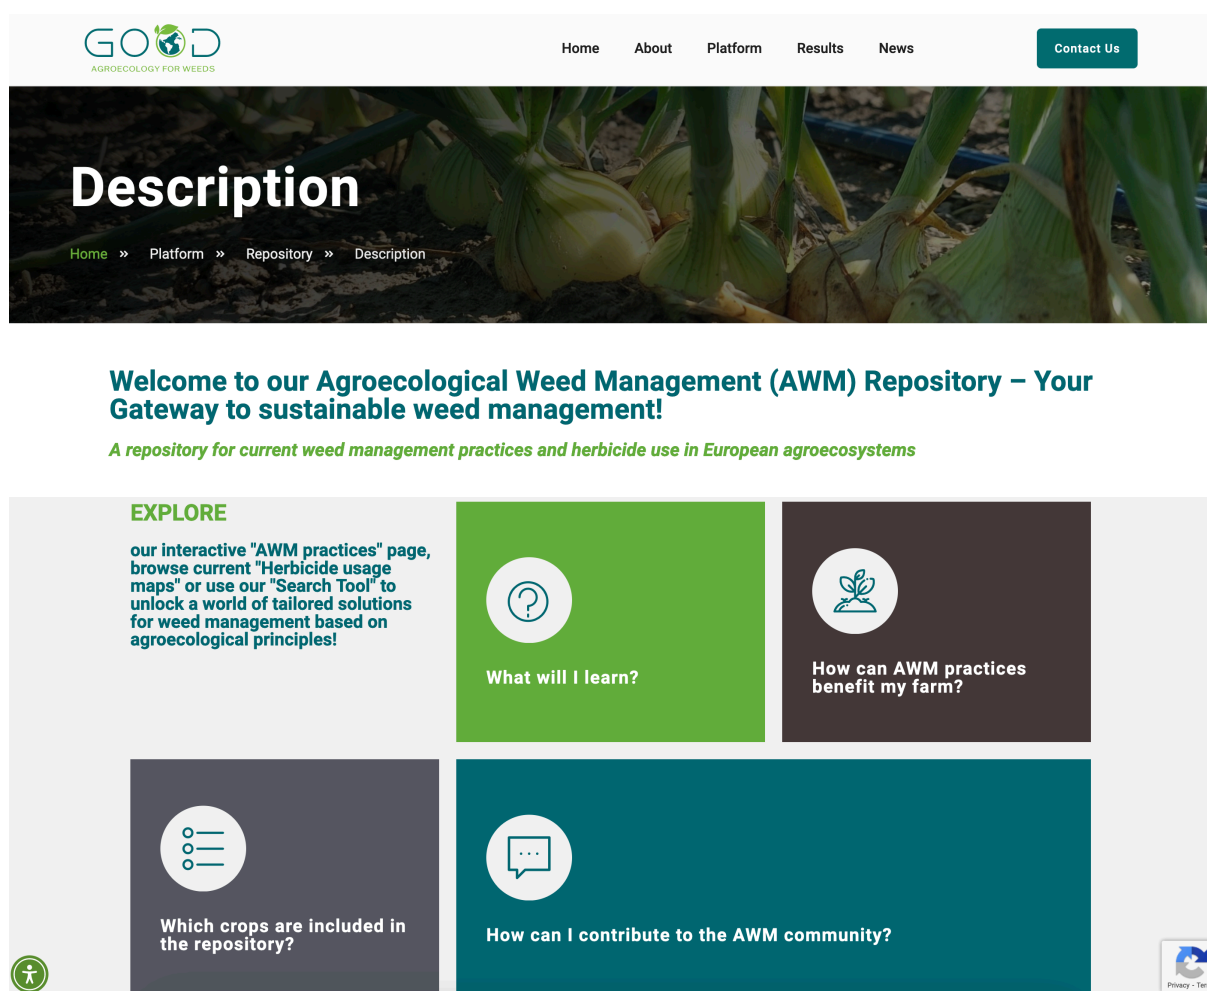 GOOD
AGROECOLOGY FOR WEEDS
Home
About
Platform
Results
News
Contact Us
Description
Home » Platform » Repository » Description
Welcome to our Agroecological Weed Management (AWM) Repository – Your
Gateway to sustainable weed management!
A repository for current weed management practices and herbicide use in European agroecosystems
EXPLORE
our interactive "AWM practices" page,
browse current "Herbicide usage
maps" or use our "Search Tool" to
unlock a world of tailored solutions
for weed management based on
agroecological principles!
What will I learn?
How can AWM practices
benefit my farm?
Which crops are included in
the repository?
How can I contribute to the AWM community?
Privacy - Ter